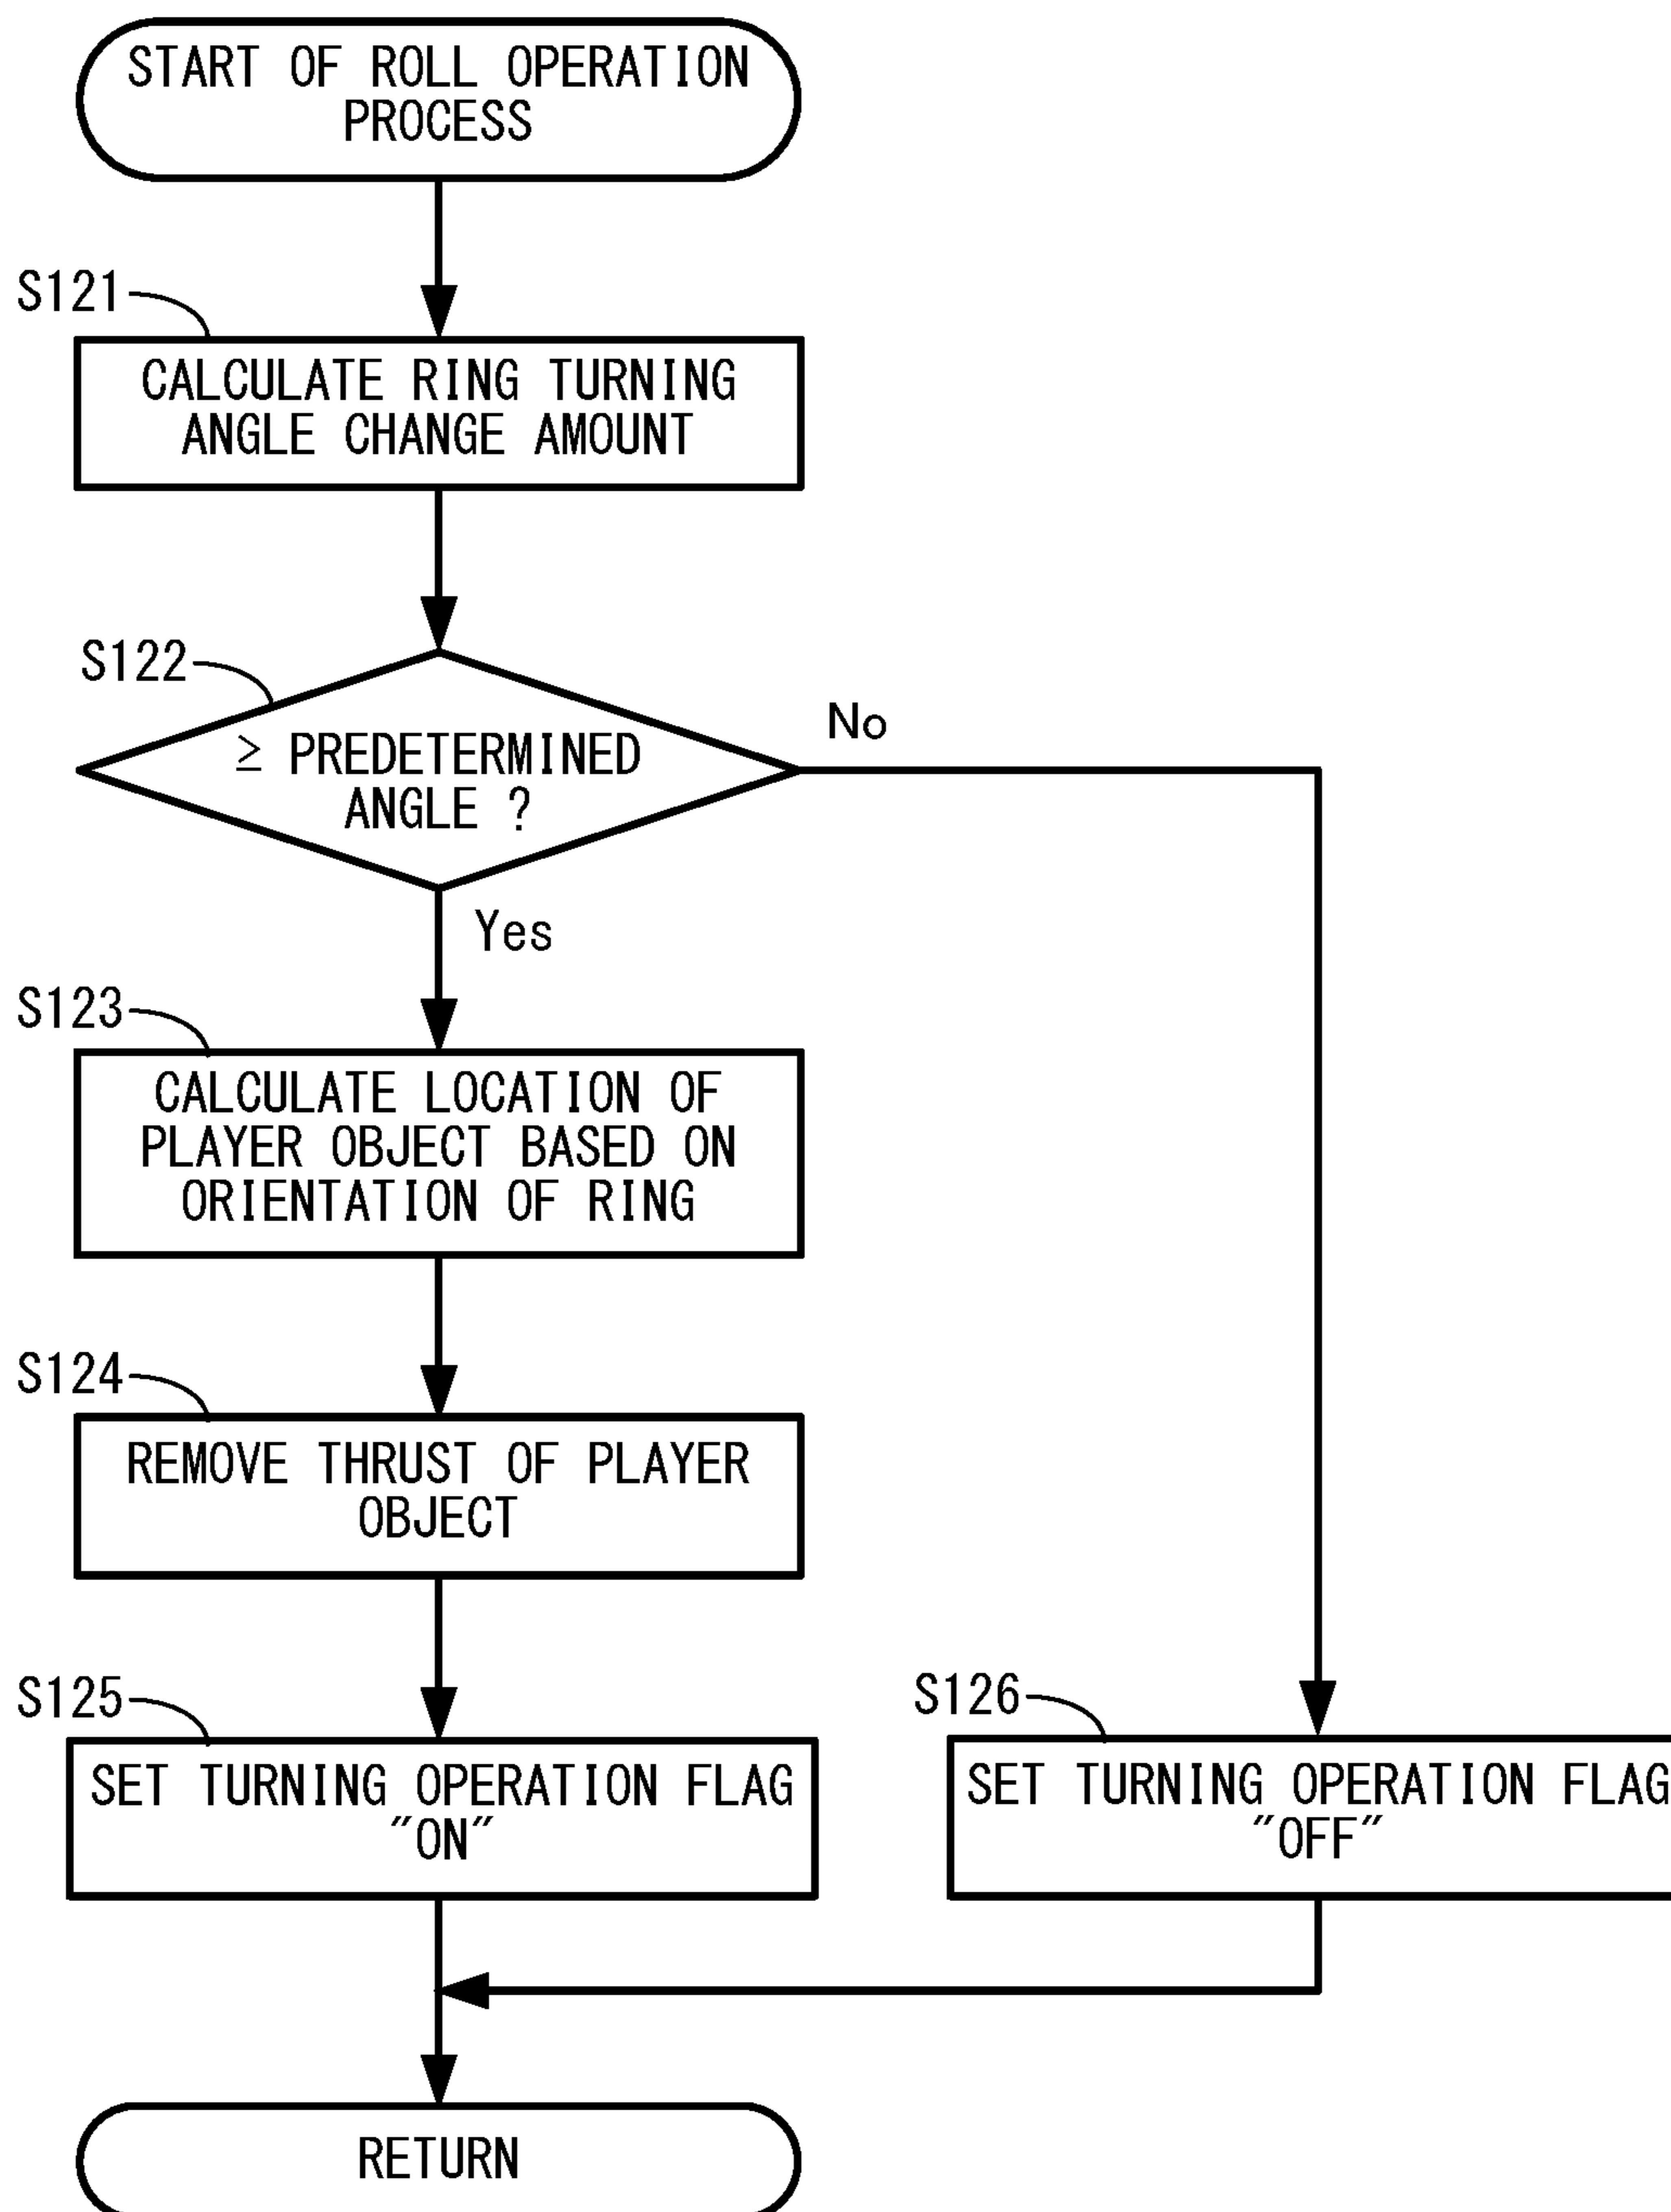 START OF ROLL OPERATION
PROCESS
S121
CALCULATE RING TURNING
ANGLE CHANGE AMOUNT
S122
≥ PREDETERMINED
ANGLE ?
No
Yes
S123
CALCULATE LOCATION OF
PLAYER OBJECT BASED ON
ORIENTATION OF RING
S124
REMOVE THRUST OF PLAYER
OBJECT
S125
SET TURNING OPERATION FLAG
"ON"
S126
SET TURNING OPERATION FLAG
"OFF"
RETURN